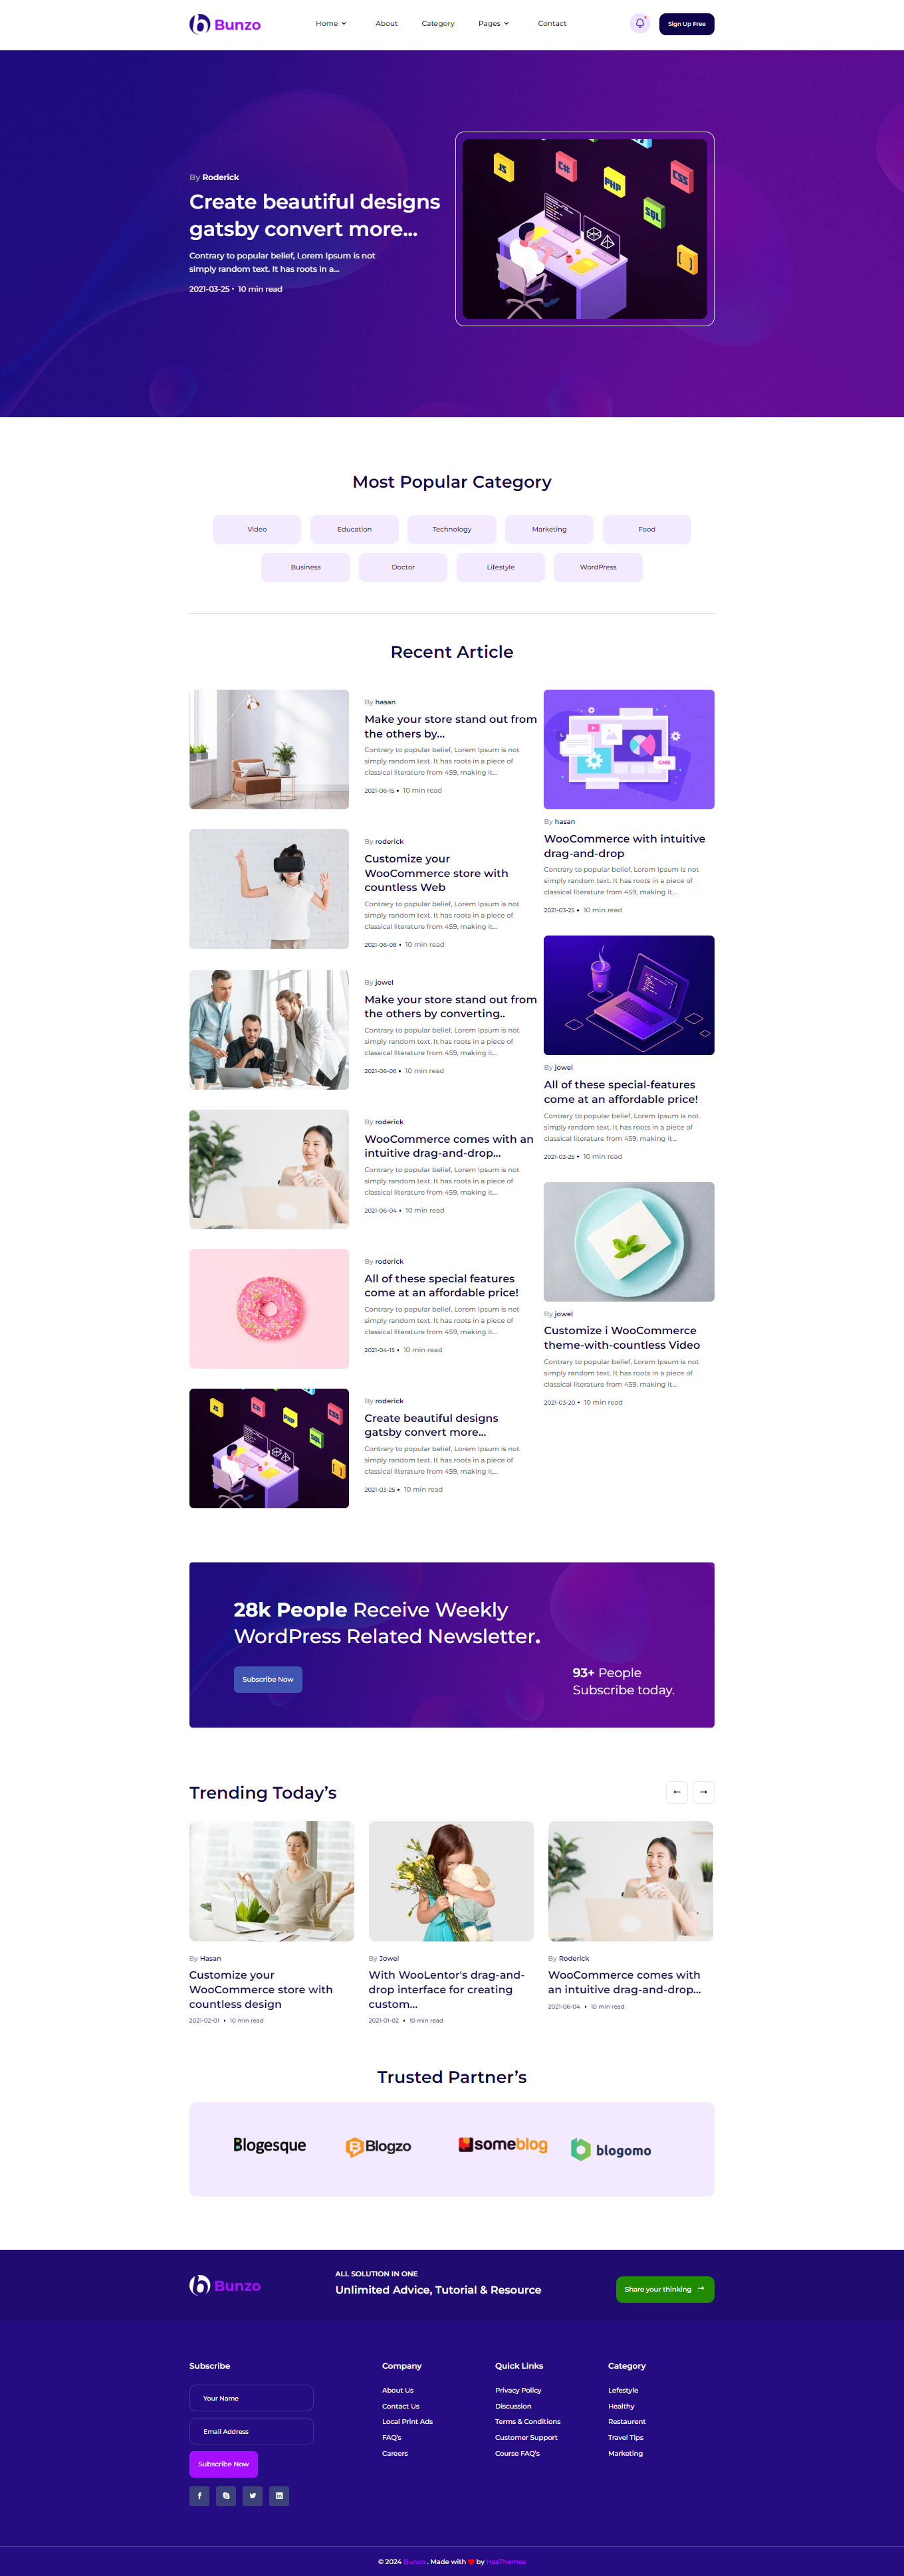 Bunzo
Home
About
Category
Pages
Contact
Sign Up Free
By Roderick
Create beautiful designs
gatsby convert more...
Contrary to popular belief, Lorem Ipsum is not
simply random text. It has roots in a...
2021-03-25 • 10 min read
JS
C#
PHP
CSS
SQL
[ ]
Most Popular Category
Video
Education
Technology
Marketing
Food
Business
Doctor
Lifestyle
WordPress
Recent Article
By hasan
Make your store stand out from
the others by...
Contrary to popular belief, Lorem Ipsum is not
simply random text. It has roots in a piece of
classical literature from 459, making it...
2021-06-15 • 10 min read
By roderick
Customize your
WooCommerce store with
countless Web
Contrary to popular belief, Lorem Ipsum is not
simply random text. It has roots in a piece of
classical literature from 459, making it...
2021-06-08 • 10 min read
By jowel
Make your store stand out from
the others by converting..
Contrary to popular belief, Lorem Ipsum is not
simply random text. It has roots in a piece of
classical literature from 459, making it...
2021-06-06 • 10 min read
By roderick
WooCommerce comes with an
intuitive drag-and-drop...
Contrary to popular belief, Lorem Ipsum is not
simply random text. It has roots in a piece of
classical literature from 459, making it...
2021-06-04 • 10 min read
By roderick
All of these special features
come at an affordable price!
Contrary to popular belief, Lorem Ipsum is not
simply random text. It has roots in a piece of
classical literature from 459, making it...
2021-04-15 • 10 min read
JS
C#
PHP
CSS
SQL
[ ]
By roderick
Create beautiful designs
gatsby convert more...
Contrary to popular belief, Lorem Ipsum is not
simply random text. It has roots in a piece of
classical literature from 459, making it...
2021-03-25 • 10 min read
CMS
By hasan
WooCommerce with intuitive
drag-and-drop
Contrary to popular belief, Lorem Ipsum is not
simply random text. It has roots in a piece of
classical literature from 459, making it...
2021-03-25 • 10 min read
By jowel
All of these special-features
come at an affordable price!
Contrary to popular belief, Lorem Ipsum is not
simply random text. It has roots in a piece of
classical literature from 459, making it...
2021-03-25 • 10 min read
By jowel
Customize i WooCommerce
theme-with-countless Video
Contrary to popular belief, Lorem Ipsum is not
simply random text. It has roots in a piece of
classical literature from 459, making it...
2021-03-20 • 10 min read
28k People Receive Weekly
WordPress Related Newsletter.
Subscribe Now
93+ People
Subscribe today.
Trending Today’s
By Hasan
Customize your
WooCommerce store with
countless design
2021-02-01 • 10 min read
By Jowel
With WooLentor's drag-and-
drop interface for creating
custom...
2021-01-02 • 10 min read
By Roderick
WooCommerce comes with
an intuitive drag-and-drop...
2021-06-04 • 10 min read
Trusted Partner’s
Blogesque
Blogzo
someblog
blogomo
Bunzo
ALL SOLUTION IN ONE
Unlimited Advice, Tutorial & Resource
Share your thinking
Subscribe
Your Name
Email Address
Subscribe Now
Company
About Us
Contact Us
Local Print Ads
FAQ's
Careers
Quick Links
Privacy Policy
Discussion
Terms & Conditions
Customer Support
Course FAQ's
Category
Lefestyle
Healthy
Restaurent
Travel Tips
Marketing
© 2024 Bunzo . Made with ❤ by HasThemes